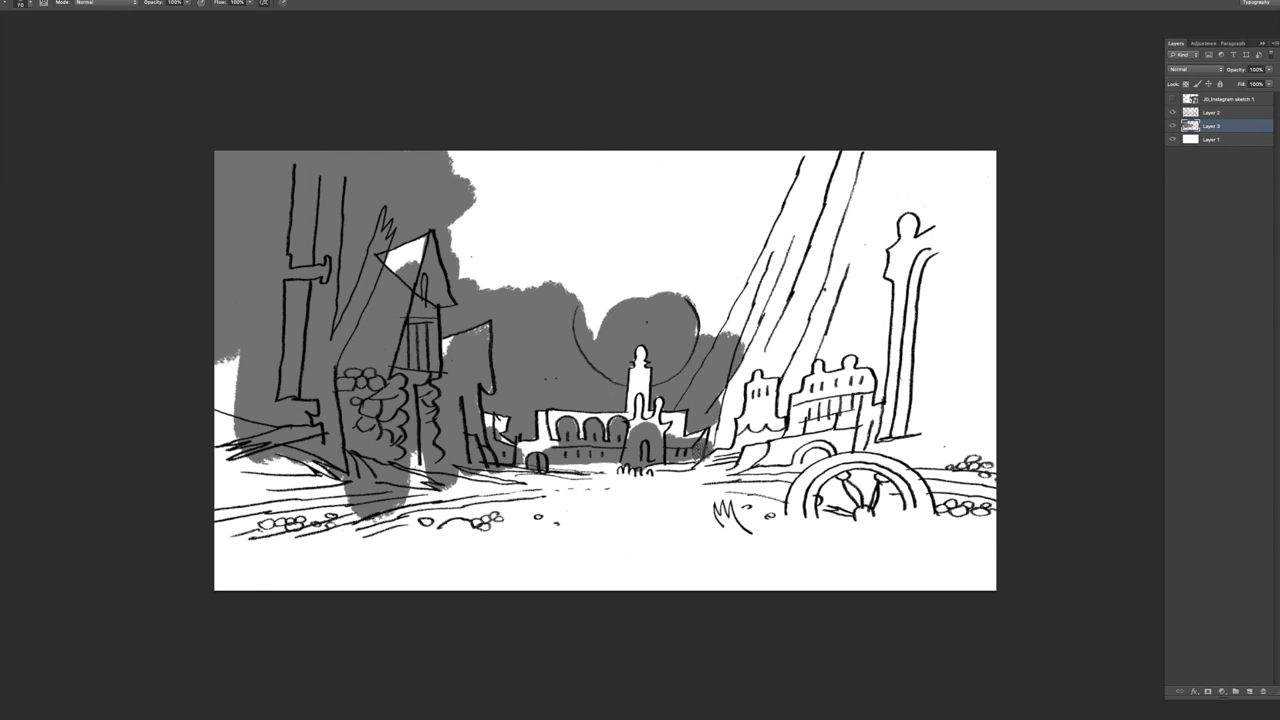 70 Mode: Normal Opacity: 100% Flow: 100% Typography
Layers Adjustments Paragraph
Kind
Normal Opacity: 100%
Lock: Fill: 100%
JD_Instagram sketch 1
Layer 2
Layer 3
Layer 1